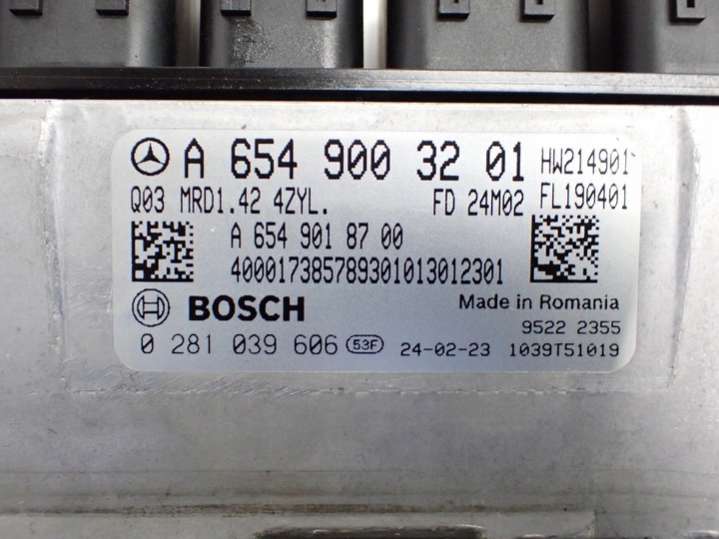 A 654 900 32 01 HW214901
Q03 MRD1.42 4ZYL. FD 24M02 FL190401
A 654 901 87 00
400017385789301013012301
BOSCH Made in Romania
9522 2355
0 281 039 606 53F 24-02-23 1039T51019